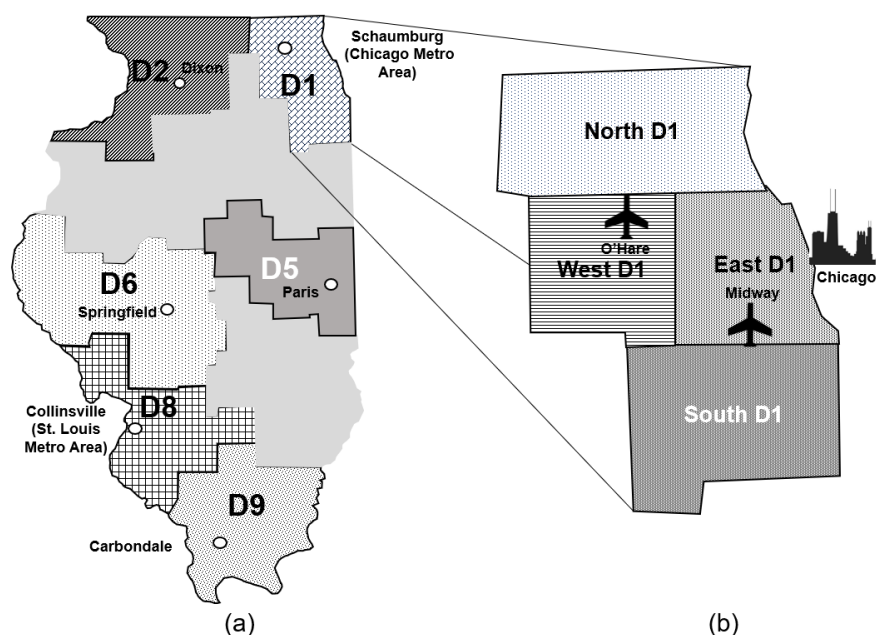 D2
Dixon
D1
Schaumburg
(Chicago Metro
Area)
D6
Springfield
D5
Paris
D8
Collinsville
(St. Louis
Metro Area)
D9
Carbondale
(a)
North D1
O'Hare
West D1
East D1
Midway
Chicago
South D1
(b)